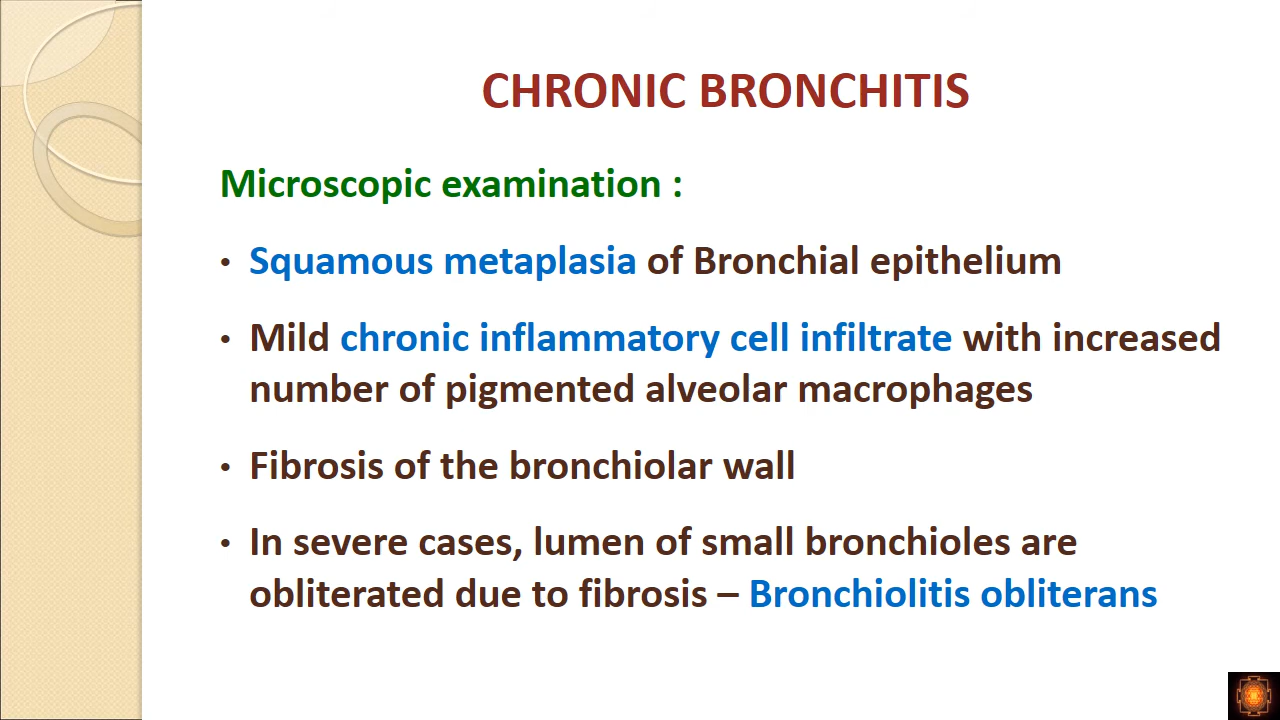 CHRONIC BRONCHITIS
Microscopic examination :
• Squamous metaplasia of Bronchial epithelium
• Mild chronic inflammatory cell infiltrate with increased
number of pigmented alveolar macrophages
• Fibrosis of the bronchiolar wall
• In severe cases, lumen of small bronchioles are
obliterated due to fibrosis – Bronchiolitis obliterans